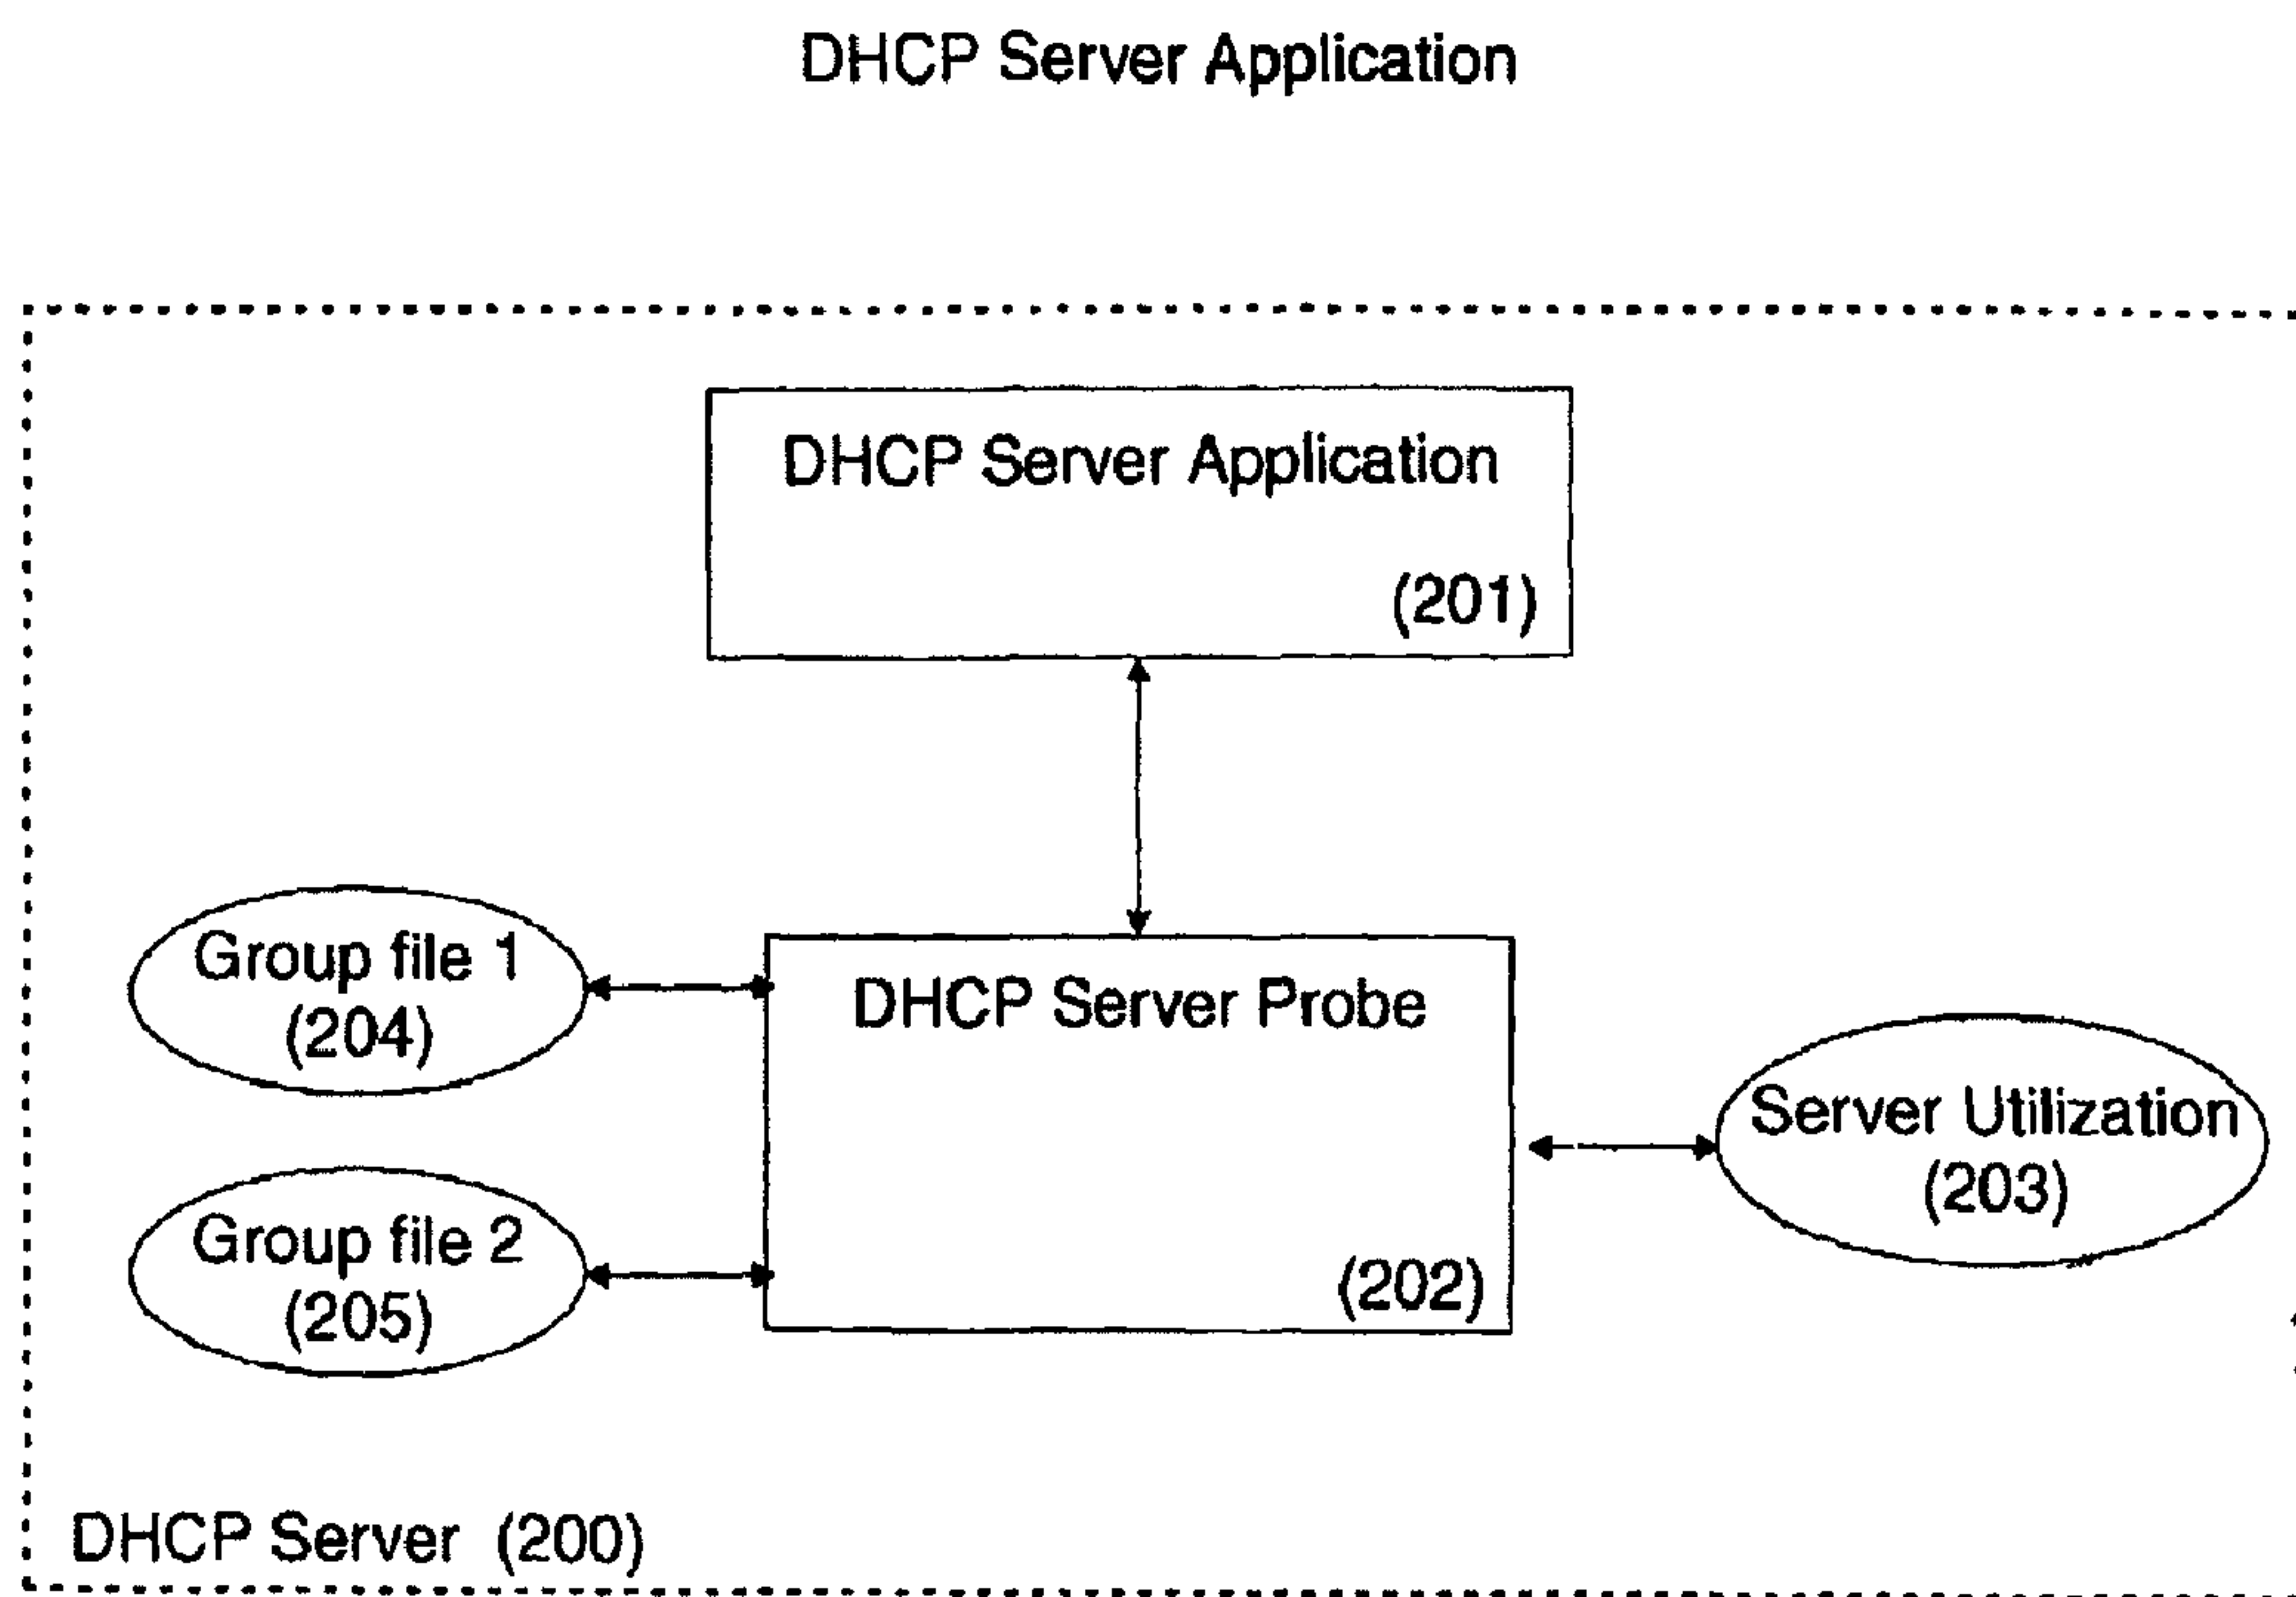 DHCP Server Application
DHCP Server Application
(201)
Group file 1
(204)
DHCP Server Probe
Server Utilization
(203)
Group file 2
(205)
(202)
DHCP Server (200)